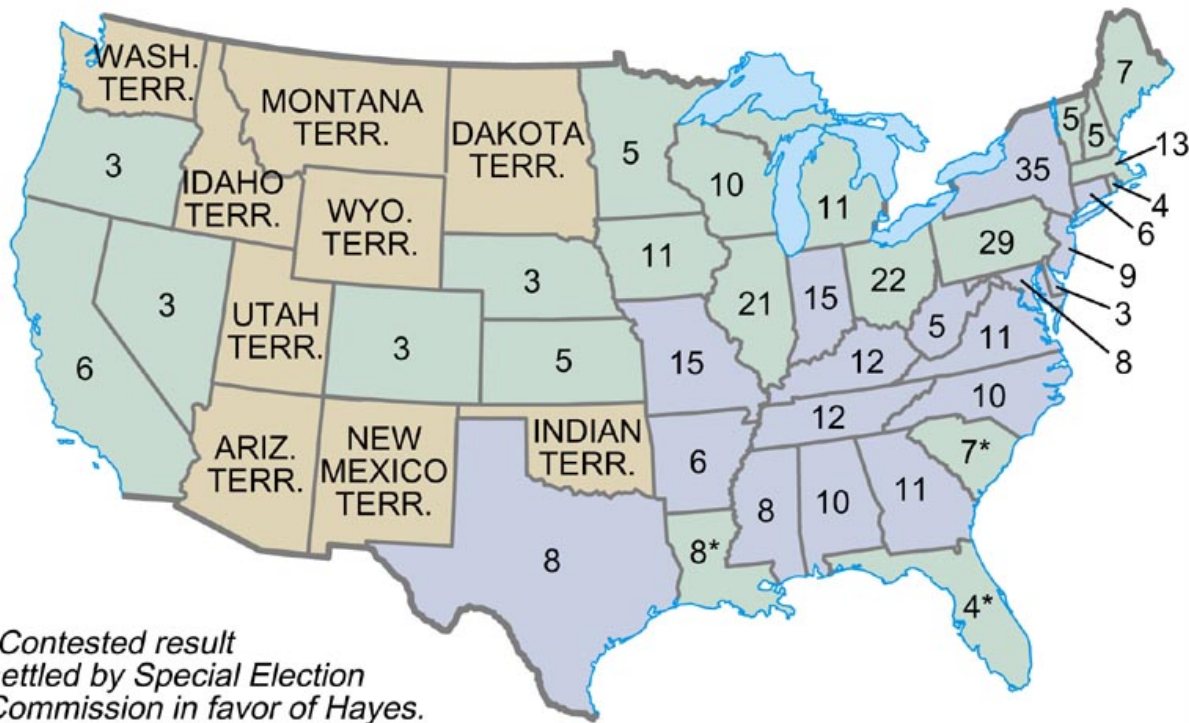 WASH.
TERR.
MONTANA
TERR.
DAKOTA
TERR.
IDAHO
TERR.
WYO.
TERR.
UTAH
TERR.
ARIZ.
TERR.
NEW
MEXICO
TERR.
INDIAN
TERR.
3
6
3
3
3
5
5
11
10
11
21
15
22
15
6
8
8*
8
10
11
4*
7*
10
12
12
5
11
29
35
5
5
7
13
4
6
9
3
8
Contested result
ettled by Special Election
Commission in favor of Hayes.